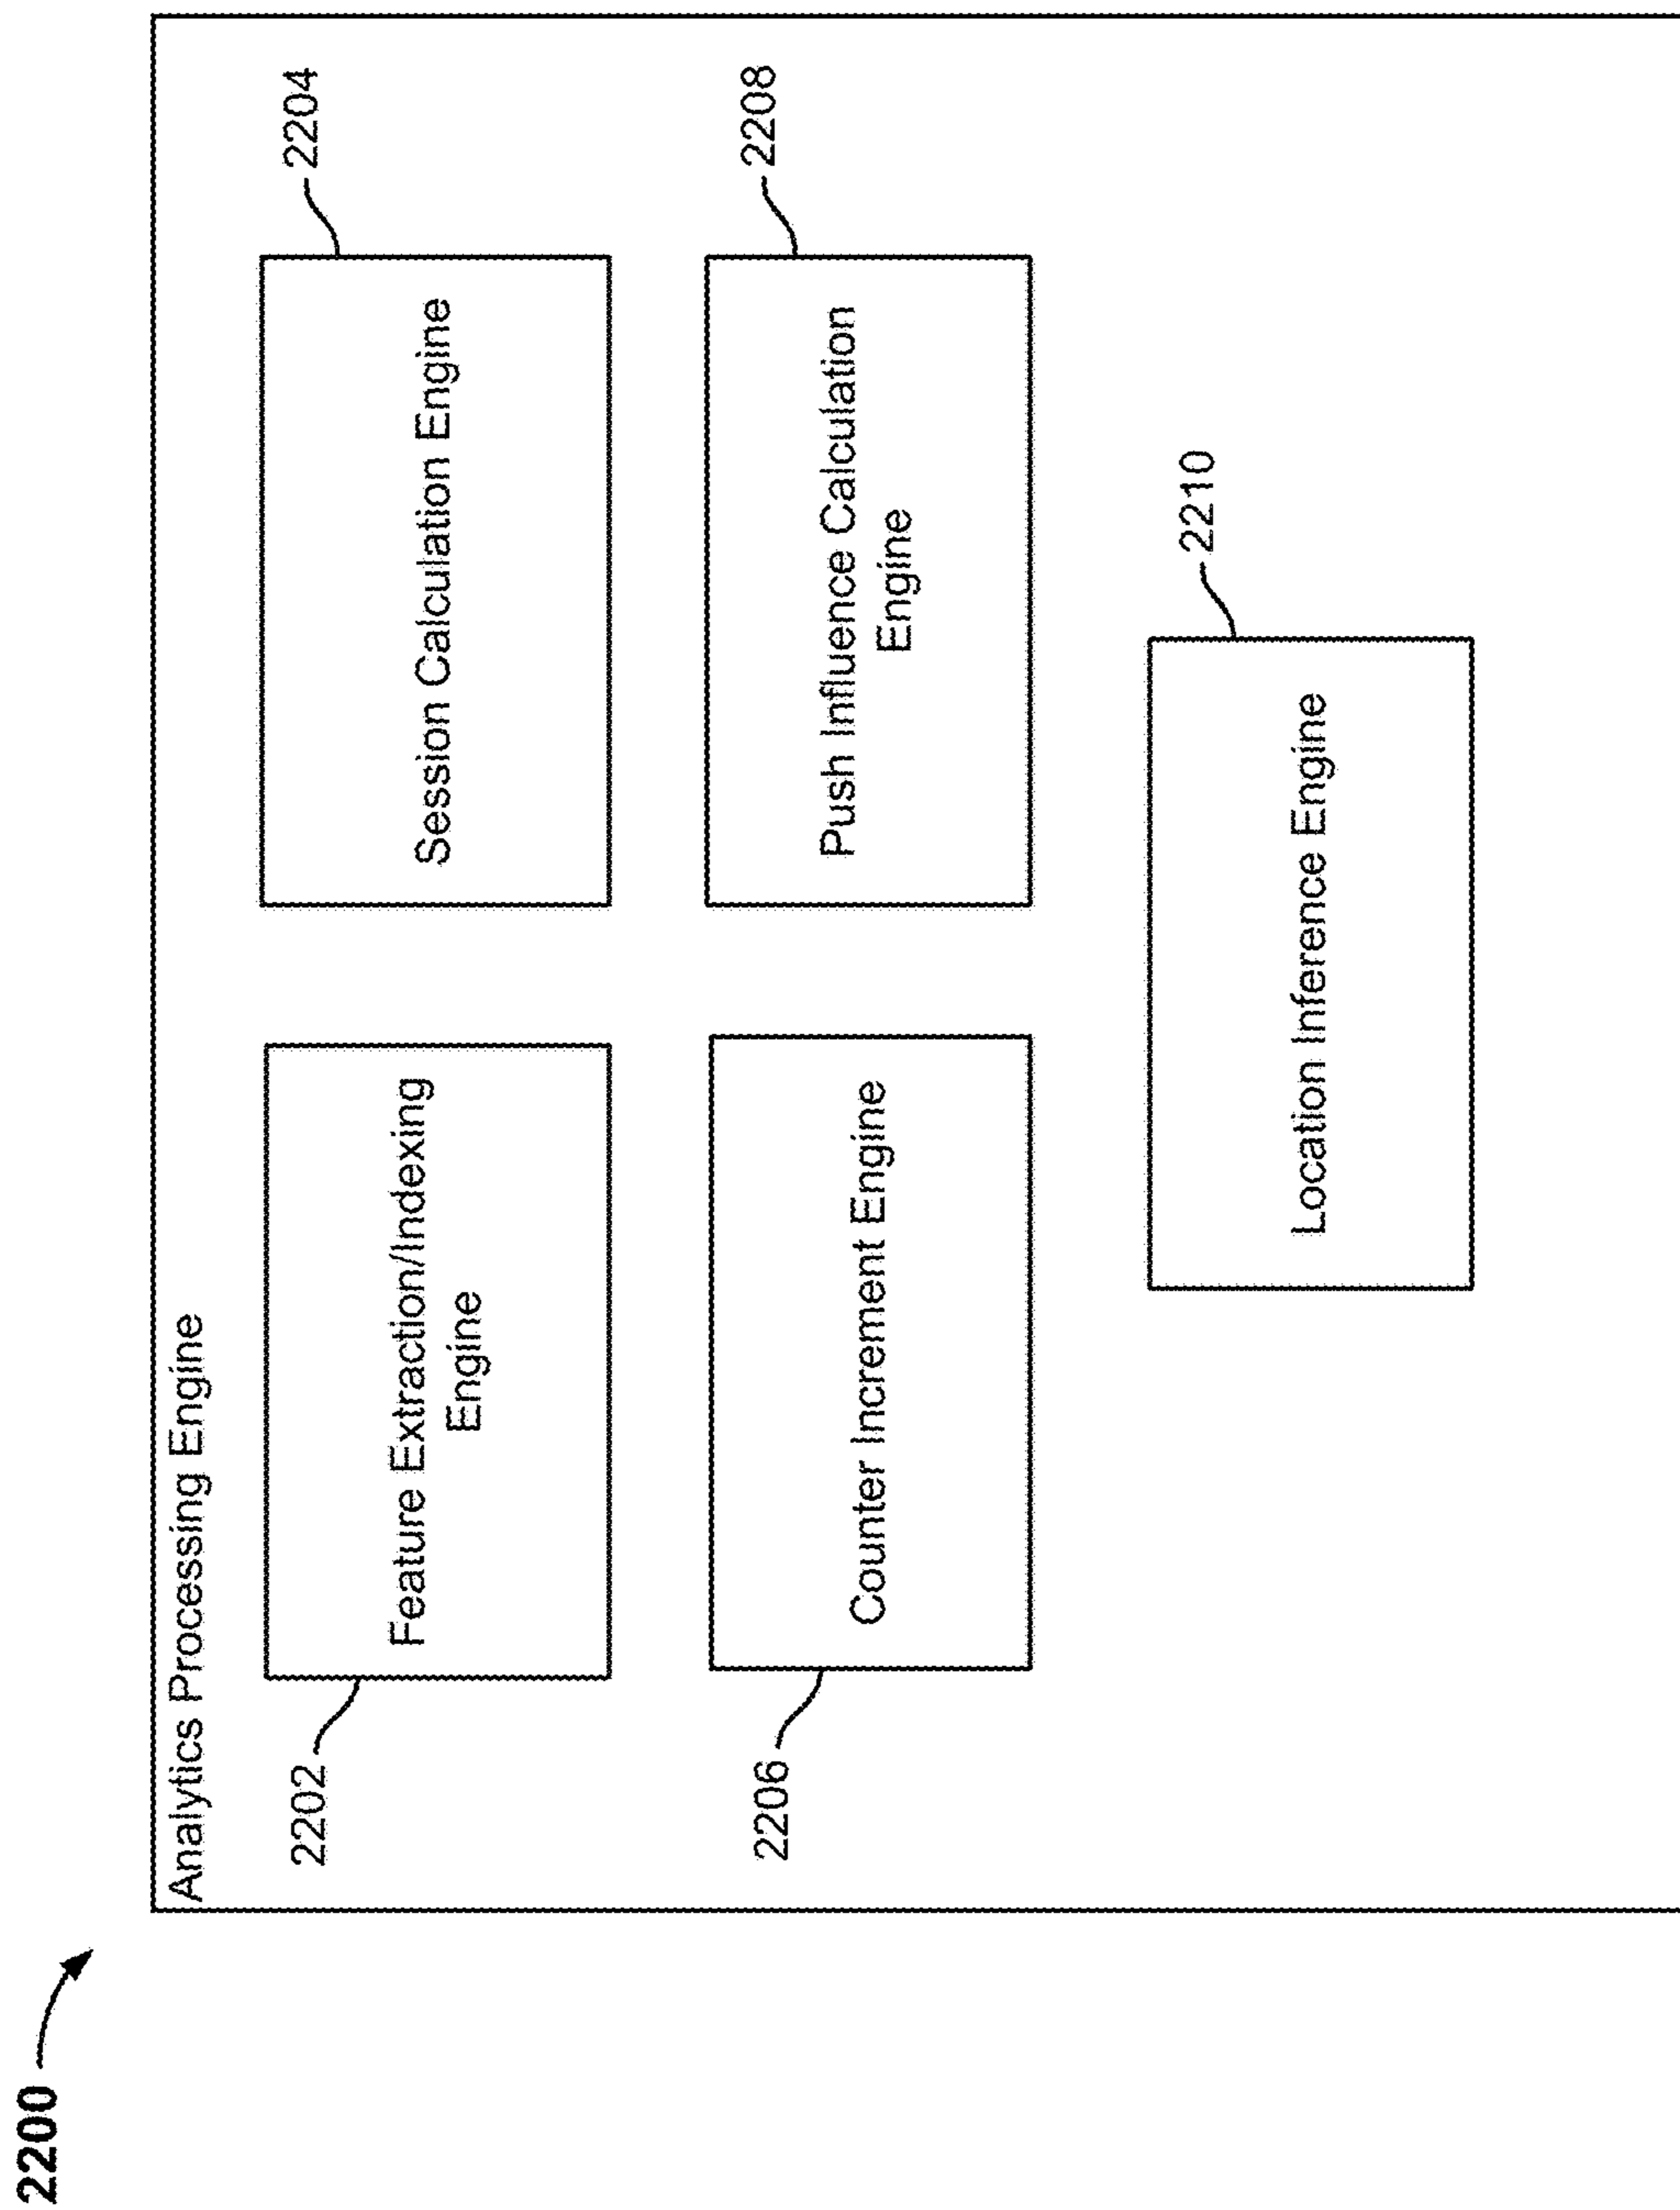 2200
Analytics Processing Engine
2202
Feature Extraction/Indexing
Engine
2204
Session Calculation Engine
2206
Counter Increment Engine
2208
Push Influence Calculation
Engine
2210
Location Inference Engine